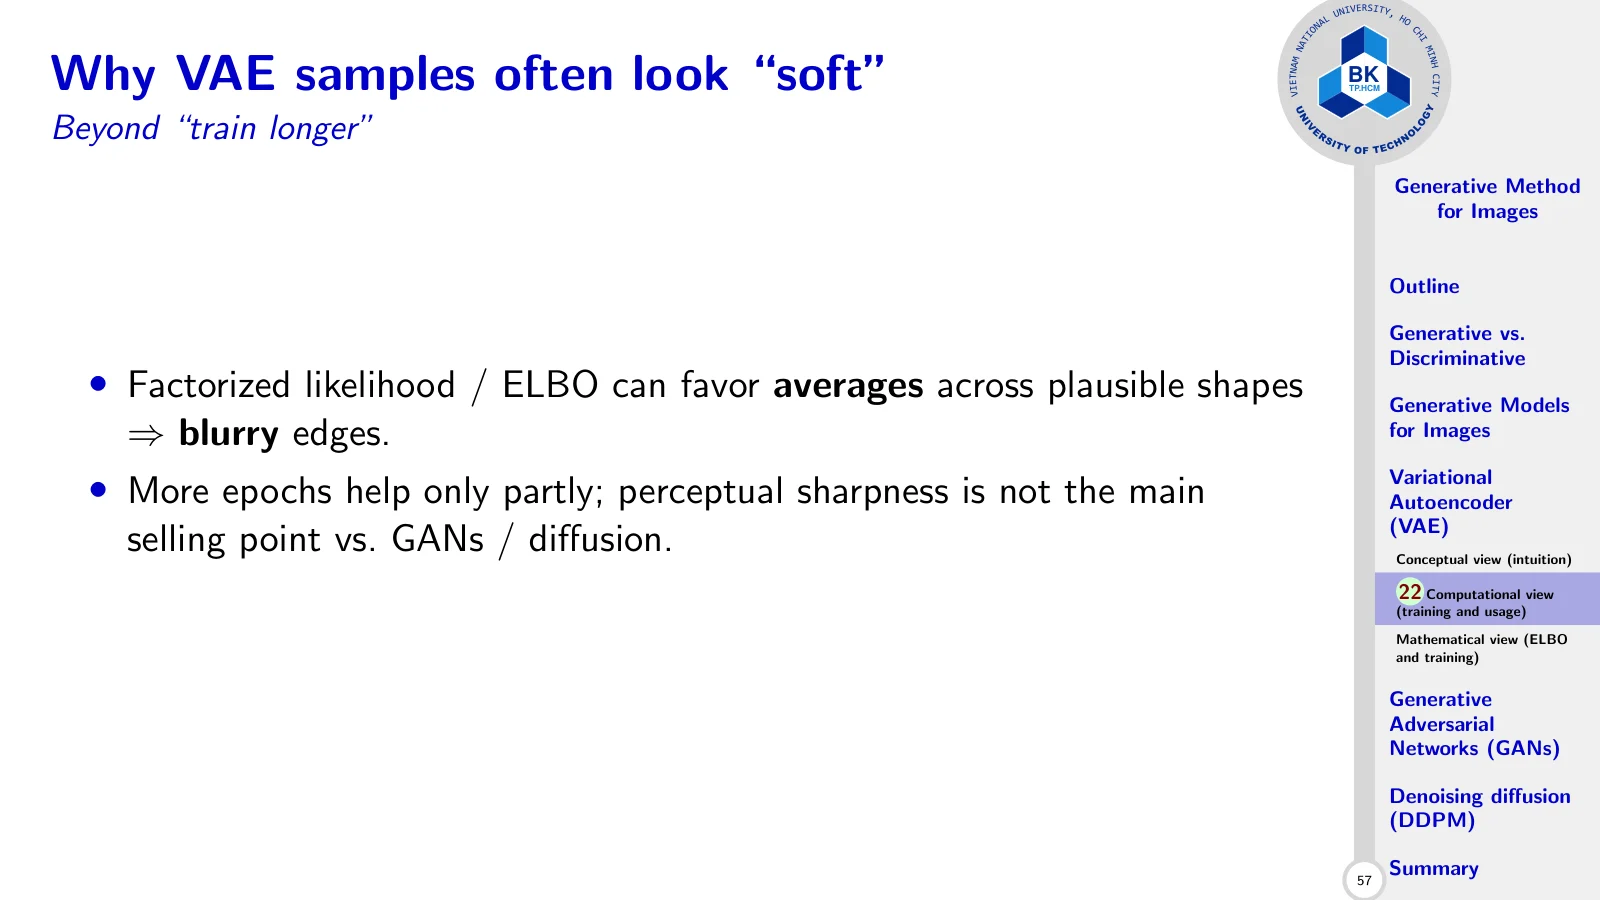 Why VAE samples often look “soft”
Beyond “train longer”
• Factorized likelihood / ELBO can favor averages across plausible shapes
⇒ blurry edges.
• More epochs help only partly; perceptual sharpness is not the main
selling point vs. GANs / diffusion.
VIETNAM NATIONAL UNIVERSITY, HO CHI MINH CITY
BK
TP.HCM
UNIVERSITY OF TECHNOLOGY
Generative Method
for Images
Outline
Generative vs.
Discriminative
Generative Models
for Images
Variational
Autoencoder
(VAE)
Conceptual view (intuition)
22 Computational view
(training and usage)
Mathematical view (ELBO
and training)
Generative
Adversarial
Networks (GANs)
Denoising diffusion
(DDPM)
Summary
57